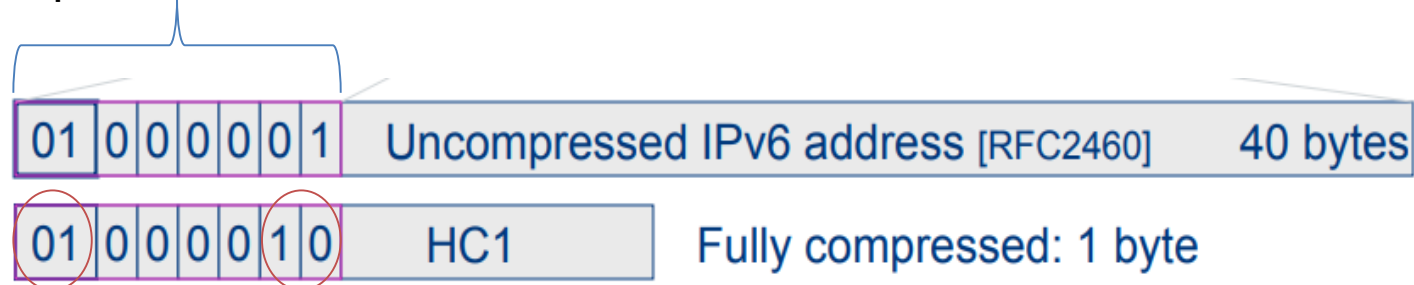 01 0 0 0 0 0 1 Uncompressed IPv6 address [RFC2460] 40 bytes
01 0 0 0 0 1 0 HC1 Fully compressed: 1 byte